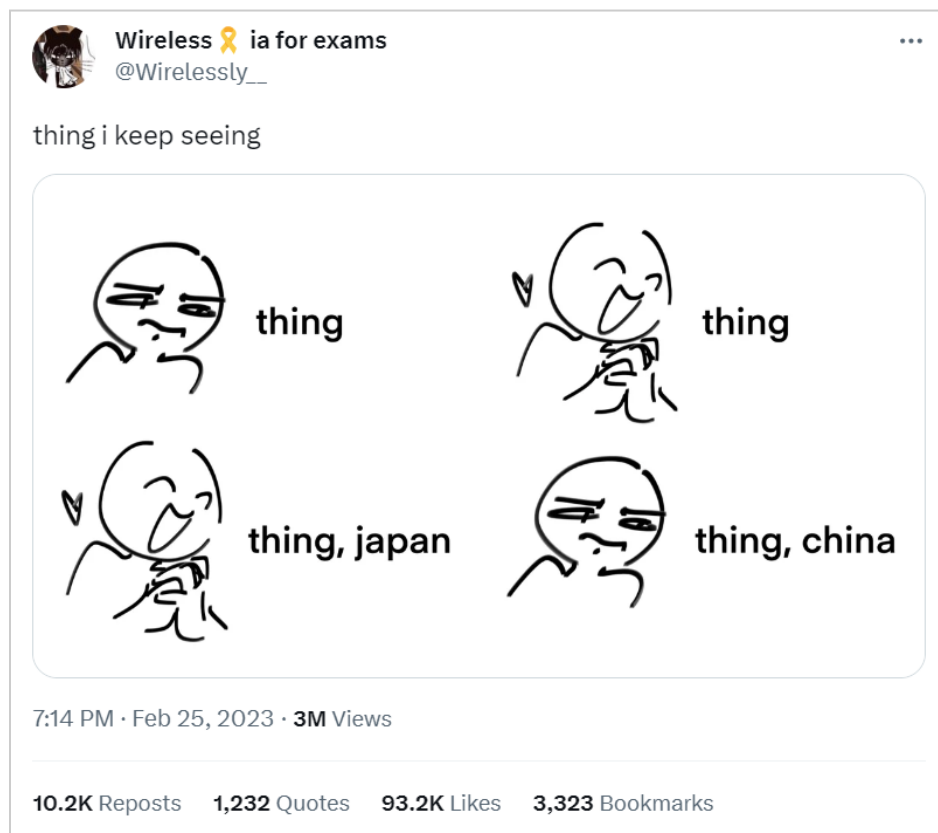 Wireless 🎗 ia for exams
@Wirelessly__
thing i keep seeing
thing
thing
thing, japan
thing, china
7:14 PM · Feb 25, 2023 · 3M Views
10.2K Reposts 1,232 Quotes 93.2K Likes 3,323 Bookmarks